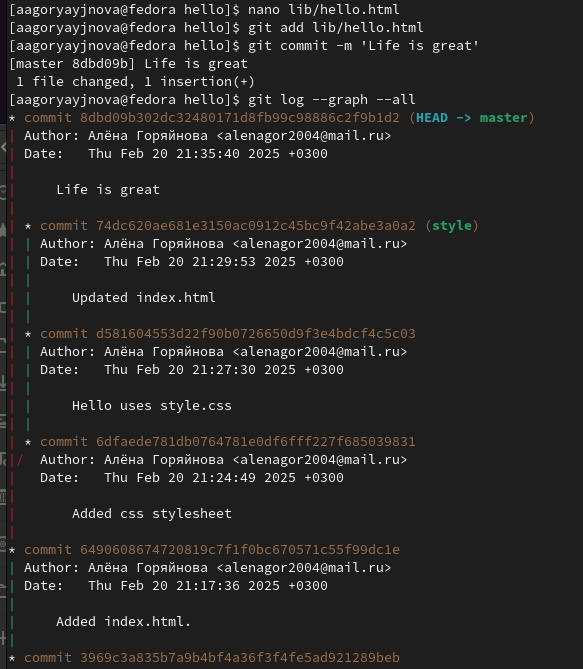 [aagoryayjnova@fedora hello]$ nano lib/hello.html
[aagoryayjnova@fedora hello]$ git add lib/hello.html
[aagoryayjnova@fedora hello]$ git commit -m 'Life is great'
[master 8dbd09b] Life is great
 1 file changed, 1 insertion(+)
[aagoryayjnova@fedora hello]$ git log --graph --all
* commit 8dbd09b302dc32480171d8fb99c98886c2f9b1d2 (HEAD -> master)
| Author: Алёна Горяйнова <alenagor2004@mail.ru>
| Date:   Thu Feb 20 21:35:40 2025 +0300
|
|     Life is great
|
| * commit 74dc620ae681e3150ac0912c45bc9f42abe3a0a2 (style)
| | Author: Алёна Горяйнова <alenagor2004@mail.ru>
| | Date:   Thu Feb 20 21:29:53 2025 +0300
| |
| |     Updated index.html
| |
| * commit d581604553d22f90b0726650d9f3e4bdcf4c5c03
| | Author: Алёна Горяйнова <alenagor2004@mail.ru>
| | Date:   Thu Feb 20 21:27:30 2025 +0300
| |
| |     Hello uses style.css
| |
| * commit 6dfaede781db0764781e0df6fff227f685039831
|/  Author: Алёна Горяйнова <alenagor2004@mail.ru>
|   Date:   Thu Feb 20 21:24:49 2025 +0300
|
|       Added css stylesheet
|
* commit 6490608674720819c7f1f0bc670571c55f99dc1e
| Author: Алёна Горяйнова <alenagor2004@mail.ru>
| Date:   Thu Feb 20 21:17:36 2025 +0300
|
|     Added index.html.
|
* commit 3969c3a835b7a9b4bf4a36f3f4fe5ad921289beb